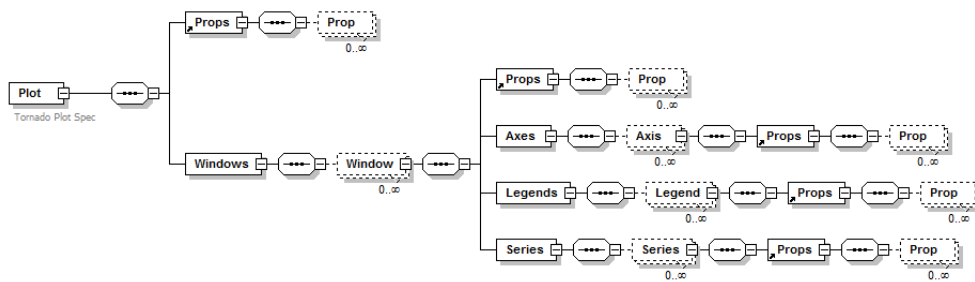 Props
Prop
0..∞
Plot
Tornado Plot Spec
Props
Prop
0..∞
Axes
Axis
0..∞
Props
Prop
0..∞
Windows
Window
0..∞
Legends
Legend
0..∞
Props
Prop
0..∞
Series
Series
0..∞
Props
Prop
0..∞